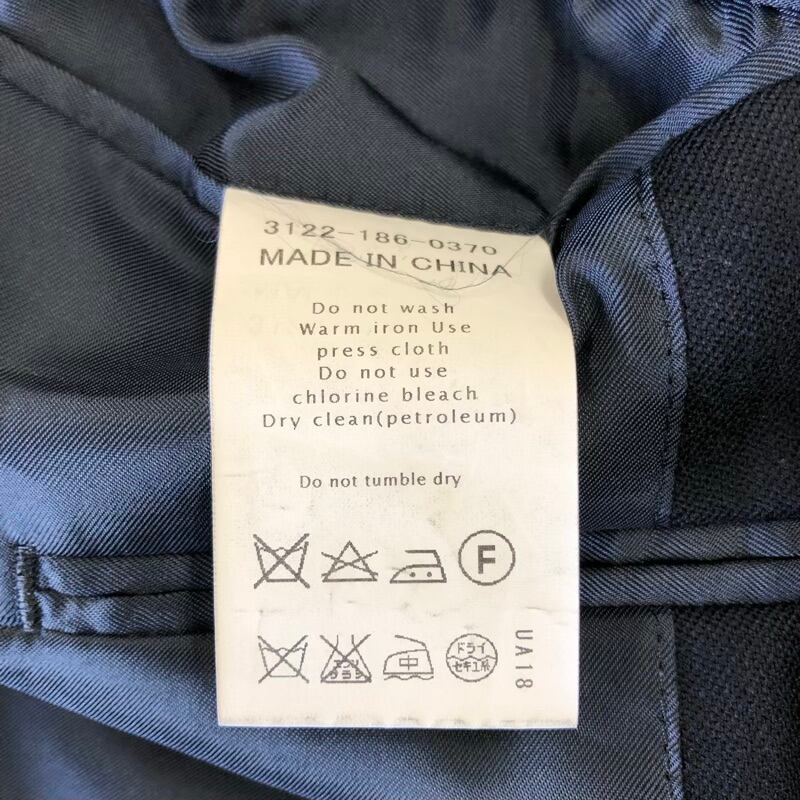 3122-186-0370
MADE IN CHINA
Do not wash
Warm iron Use
press cloth
Do not use
chlorine bleach
Dry clean(petroleum)
Do not tumble dry
F
エンソ
サラシ
中
ドライ
セキユ系
UA18